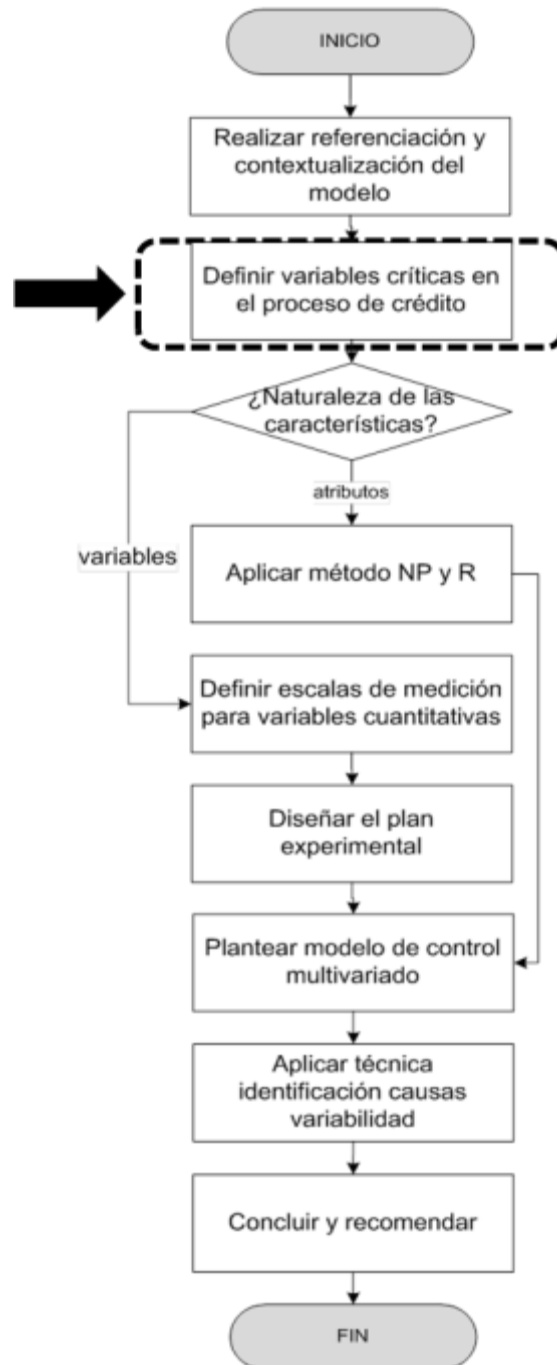 INICIO
Realizar referenciación y
contextualización del
modelo
Definir variables críticas en
el proceso de crédito
¿Naturaleza de las
características?
atributos
variables
Aplicar método NP y R
Definir escalas de medición
para variables cuantitativas
Diseñar el plan
experimental
Plantear modelo de control
multivariado
Aplicar técnica
identificación causas
variabilidad
Concluir y recomendar
FIN